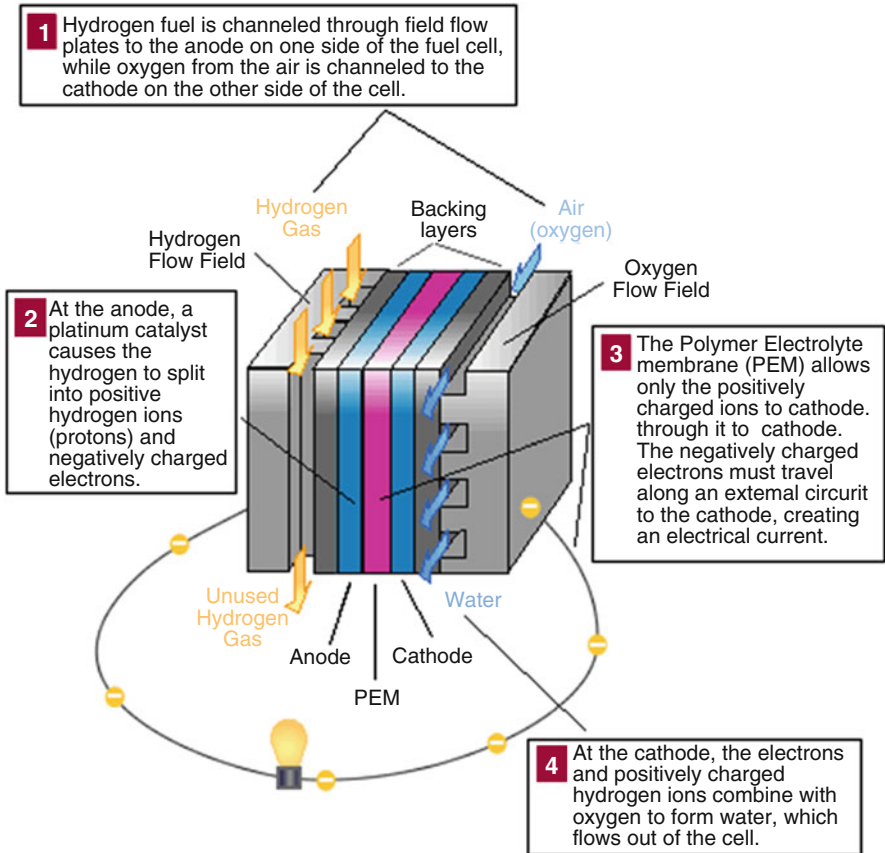 1 Hydrogen fuel is channeled through field flow
plates to the anode on one side of the fuel cell,
while oxygen from the air is channeled to the
cathode on the other side of the cell.
Hydrogen
Gas
Backing
layers
Air
(oxygen)
Hydrogen
Flow Field
Oxygen
Flow Field
2 At the anode, a
platinum catalyst
causes the
hydrogen to split
into positive
hydrogen ions
(protons) and
negatively charged
electrons.
3 The Polymer Electrolyte
membrane (PEM) allows
only the positively
charged ions to cathode.
through it to cathode.
The negatively charged
electrons must travel
along an extemal circurit
to the cathode, creating
an electrical current.
Unused
Hydrogen
Gas
Water
Anode
Cathode
PEM
4 At the cathode, the electrons
and positively charged
hydrogen ions combine with
oxygen to form water, which
flows out of the cell.